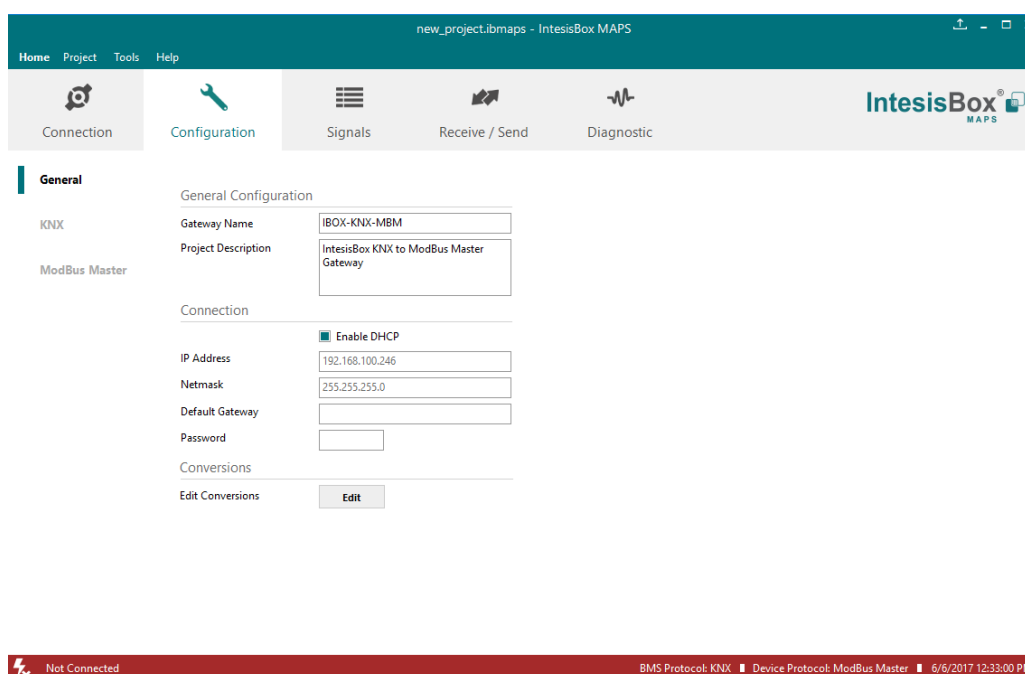 new_project.ibmaps - IntesisBox MAPS
Home Project Tools Help
Connection Configuration Signals Receive / Send Diagnostic
IntesisBox®
MAPS
General
KNX
ModBus Master
General Configuration
Gateway Name IBOX-KNX-MBM
Project Description IntesisBox KNX to ModBus Master
Gateway
Connection
Enable DHCP
IP Address 192.168.100.246
Netmask 255.255.255.0
Default Gateway
Password
Conversions
Edit Conversions Edit
Not Connected BMS Protocol: KNX Device Protocol: ModBus Master 6/6/2017 12:33:00 P